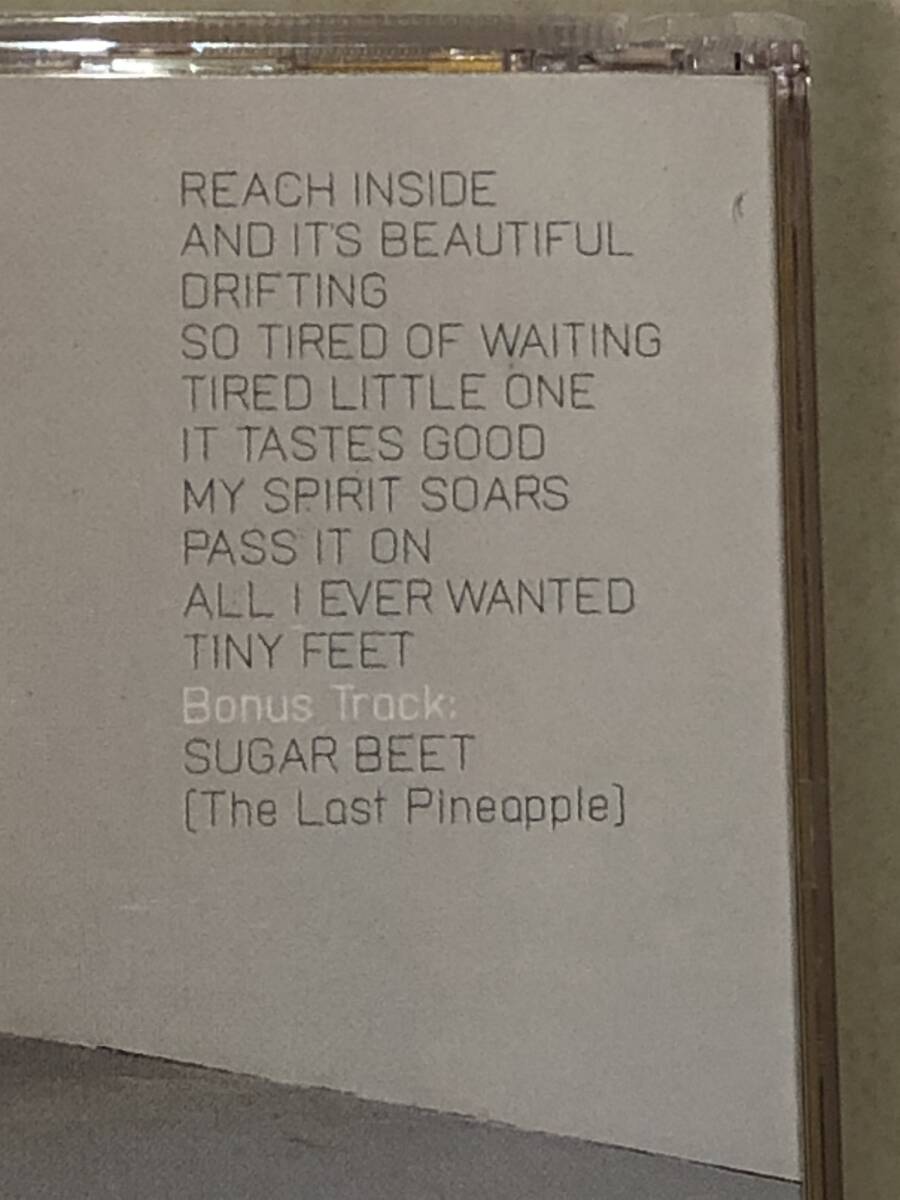 REACH INSIDE
AND IT'S BEAUTIFUL
DRIFTING
SO TIRED OF WAITING
TIRED LITTLE ONE
IT TASTES GOOD
MY SPIRIT SOARS
PASS IT ON
ALL I EVER WANTED
TINY FEET
Bonus Track:
SUGAR BEET
(The Last Pineapple)